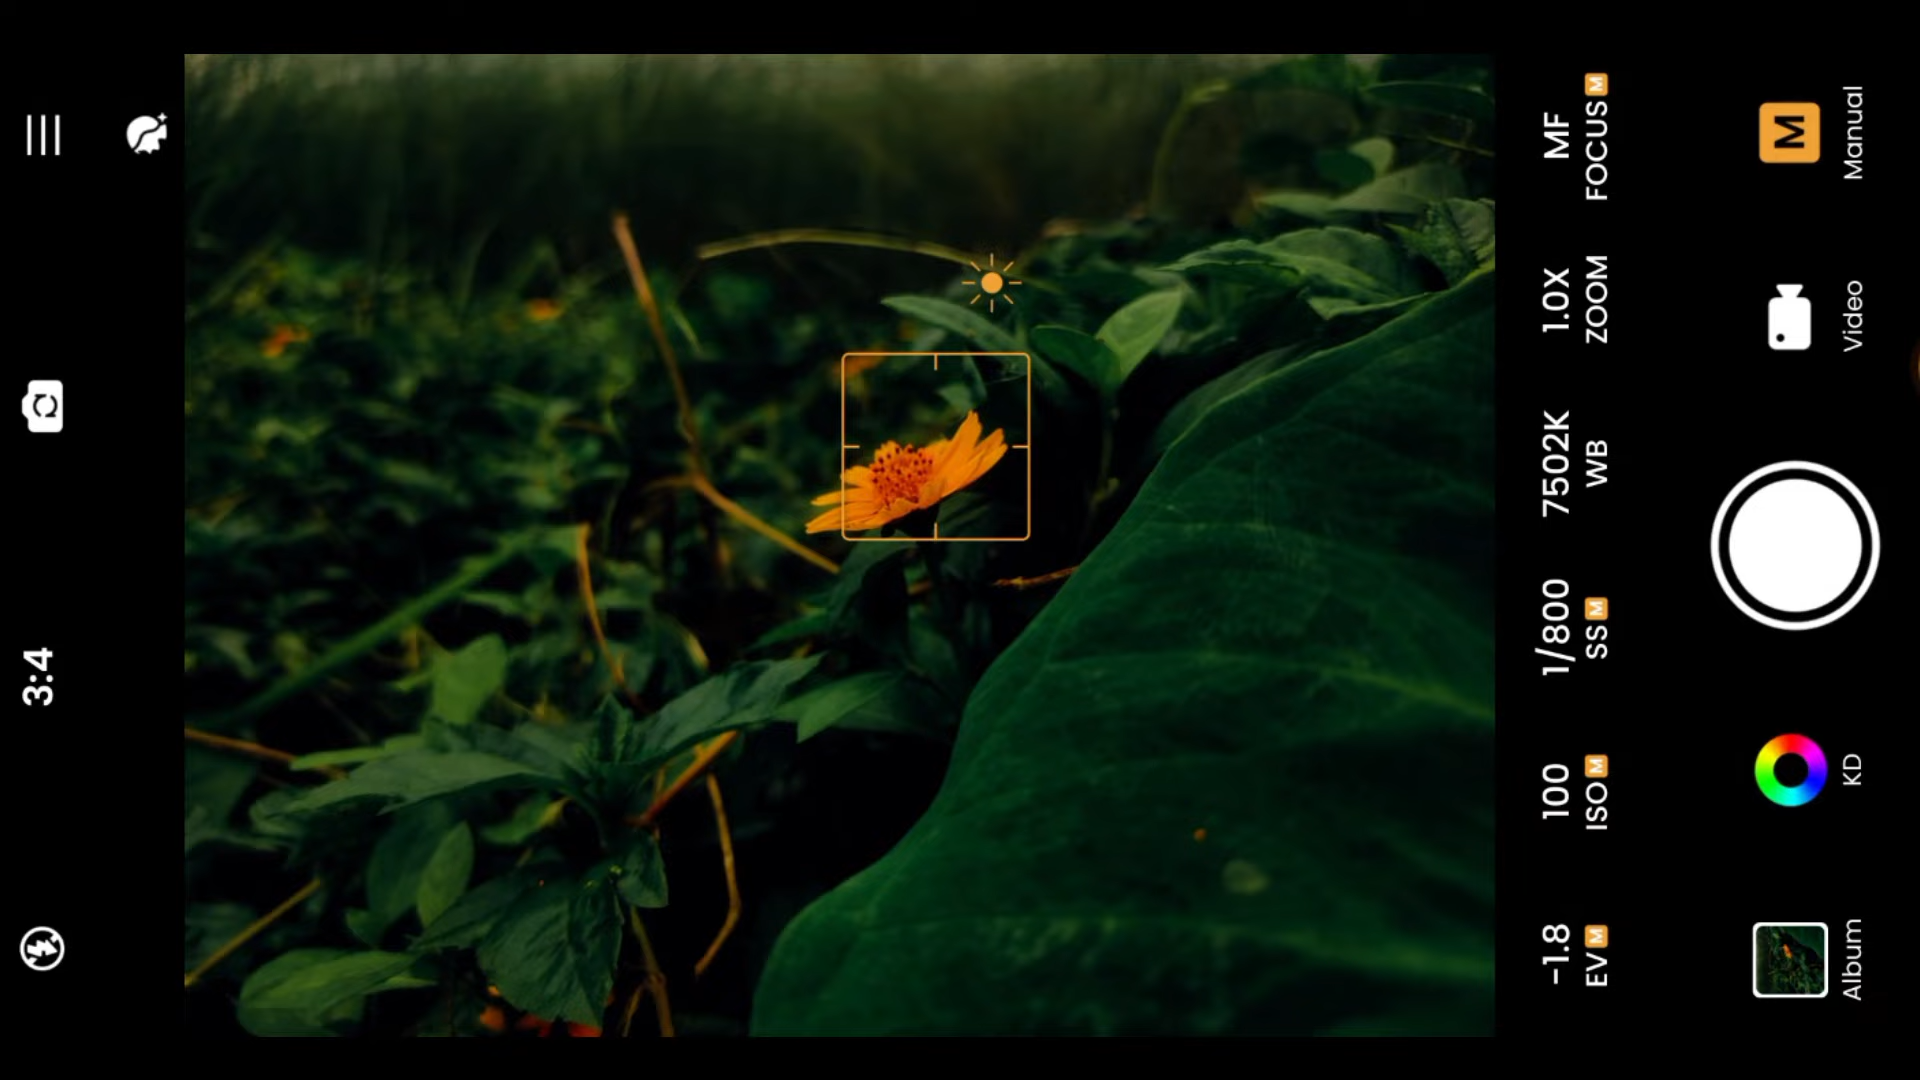 3:4
MF
FOCUS M
1.0X
ZOOM
7502K
WB
1/800
SS M
100
ISO M
-1.8
EV M
M
Manual
Video
KD
Album